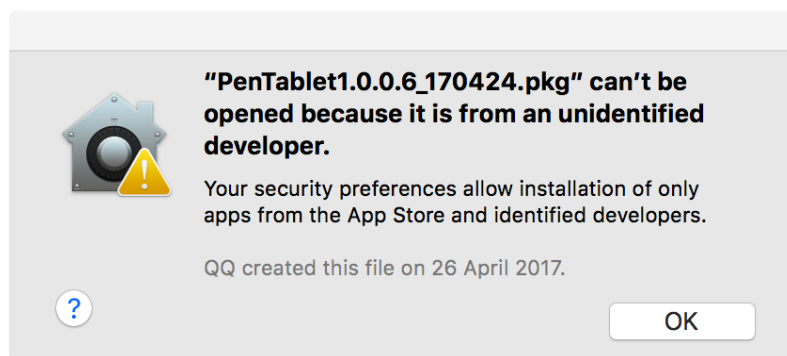 “PenTablet1.0.0.6_170424.pkg” can’t be
opened because it is from an unidentified
developer.
Your security preferences allow installation of only
apps from the App Store and identified developers.
QQ created this file on 26 April 2017.
?
OK